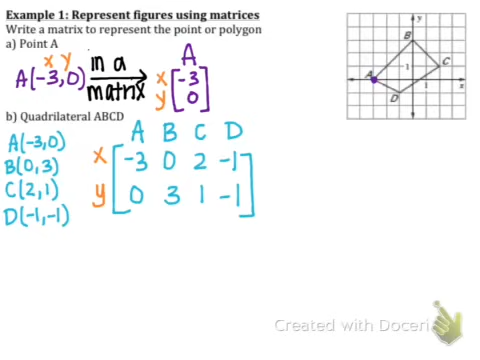 Example 1: Represent figures using matrices
Write a matrix to represent the point or polygon
a) Point A
x y
A(-3,0) in a matrix
A
x [-3]
y [0]
b) Quadrilateral ABCD
A(-3,0)
B(0,3)
C(2,1)
D(-1,-1)
A B C D
x [-3 0 2 -1]
y [0 3 1 -1]
y
B
C
1
A
1
x
D
Created with Doceri